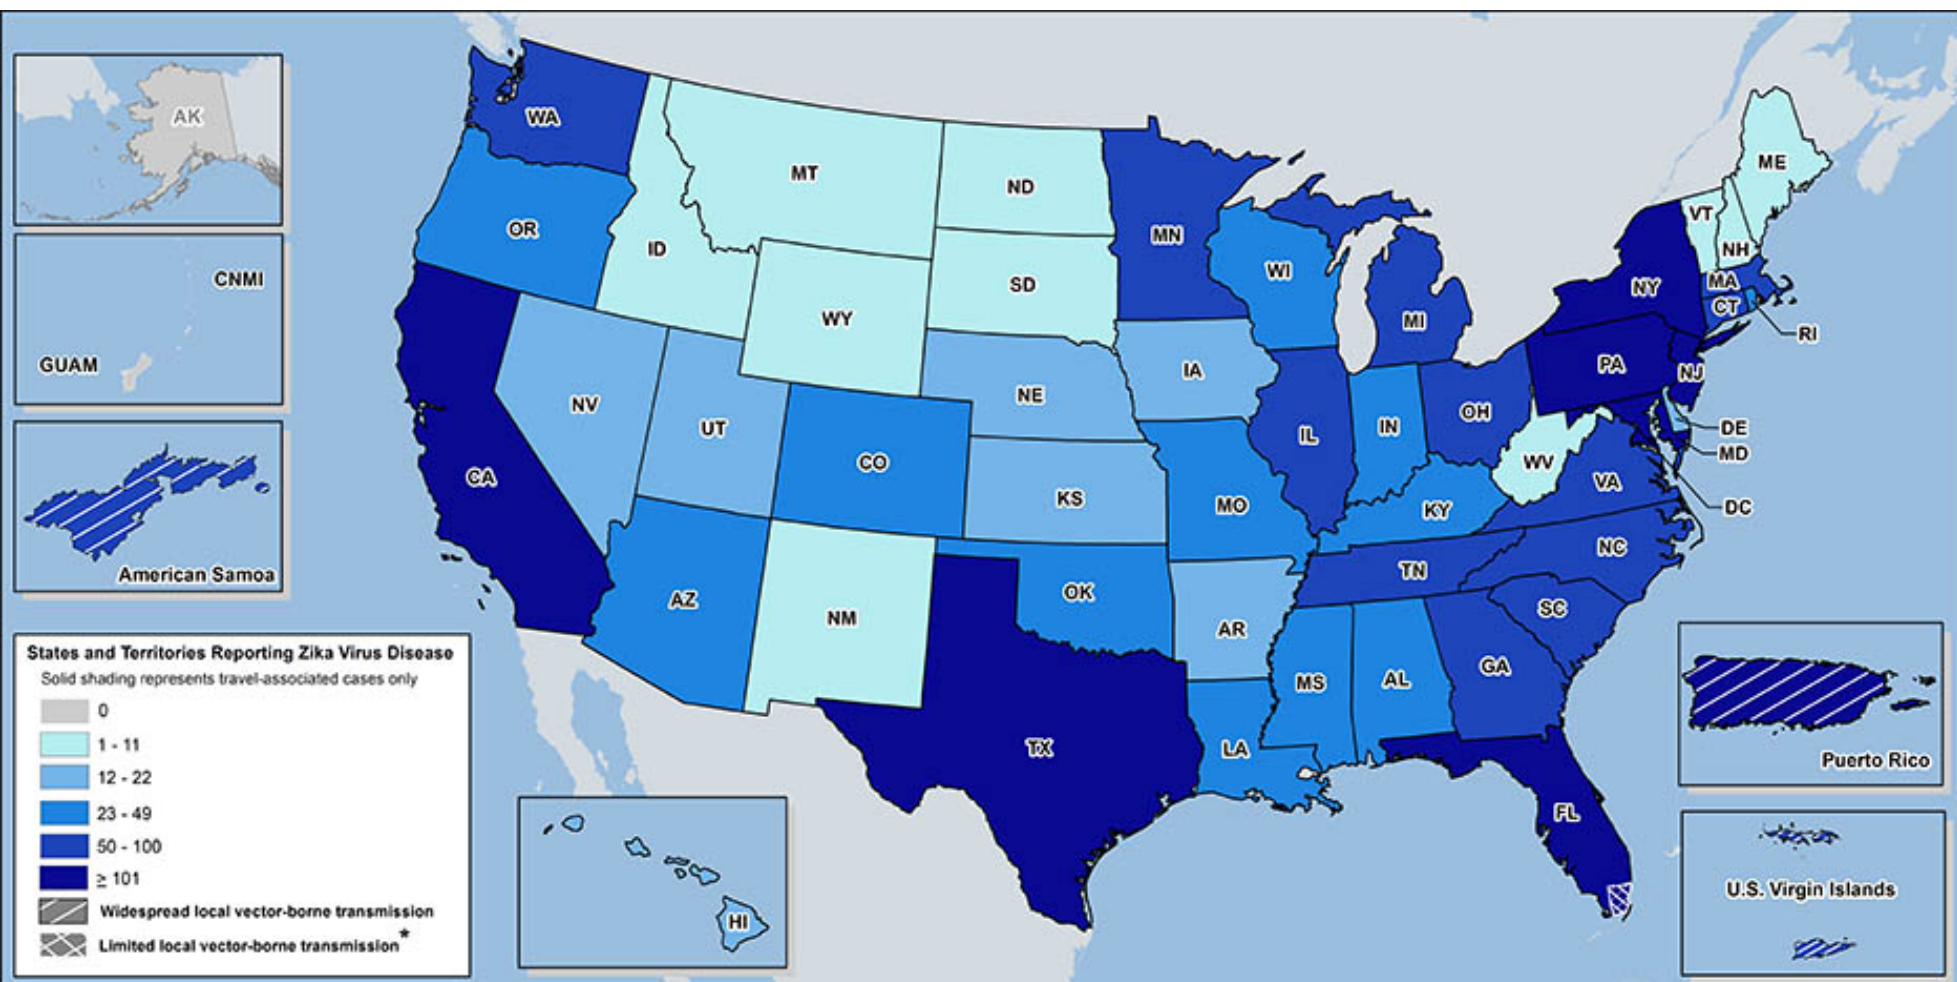 AK
CNMI
GUAM
American Samoa
States and Territories Reporting Zika Virus Disease
Solid shading represents travel-associated cases only
0
1 - 11
12 - 22
23 - 49
50 - 100
≥ 101
Widespread local vector-borne transmission
Limited local vector-borne transmission*
WA
OR
CA
ID
NV
MT
WY
UT
AZ
CO
NM
ND
SD
NE
KS
OK
TX
MN
IA
MO
AR
LA
WI
IL
MI
IN
OH
KY
TN
MS
AL
GA
FL
SC
NC
VA
WV
PA
NY
NJ
VT
NH
ME
MA
CT
RI
DE
MD
DC
HI
Puerto Rico
U.S. Virgin Islands